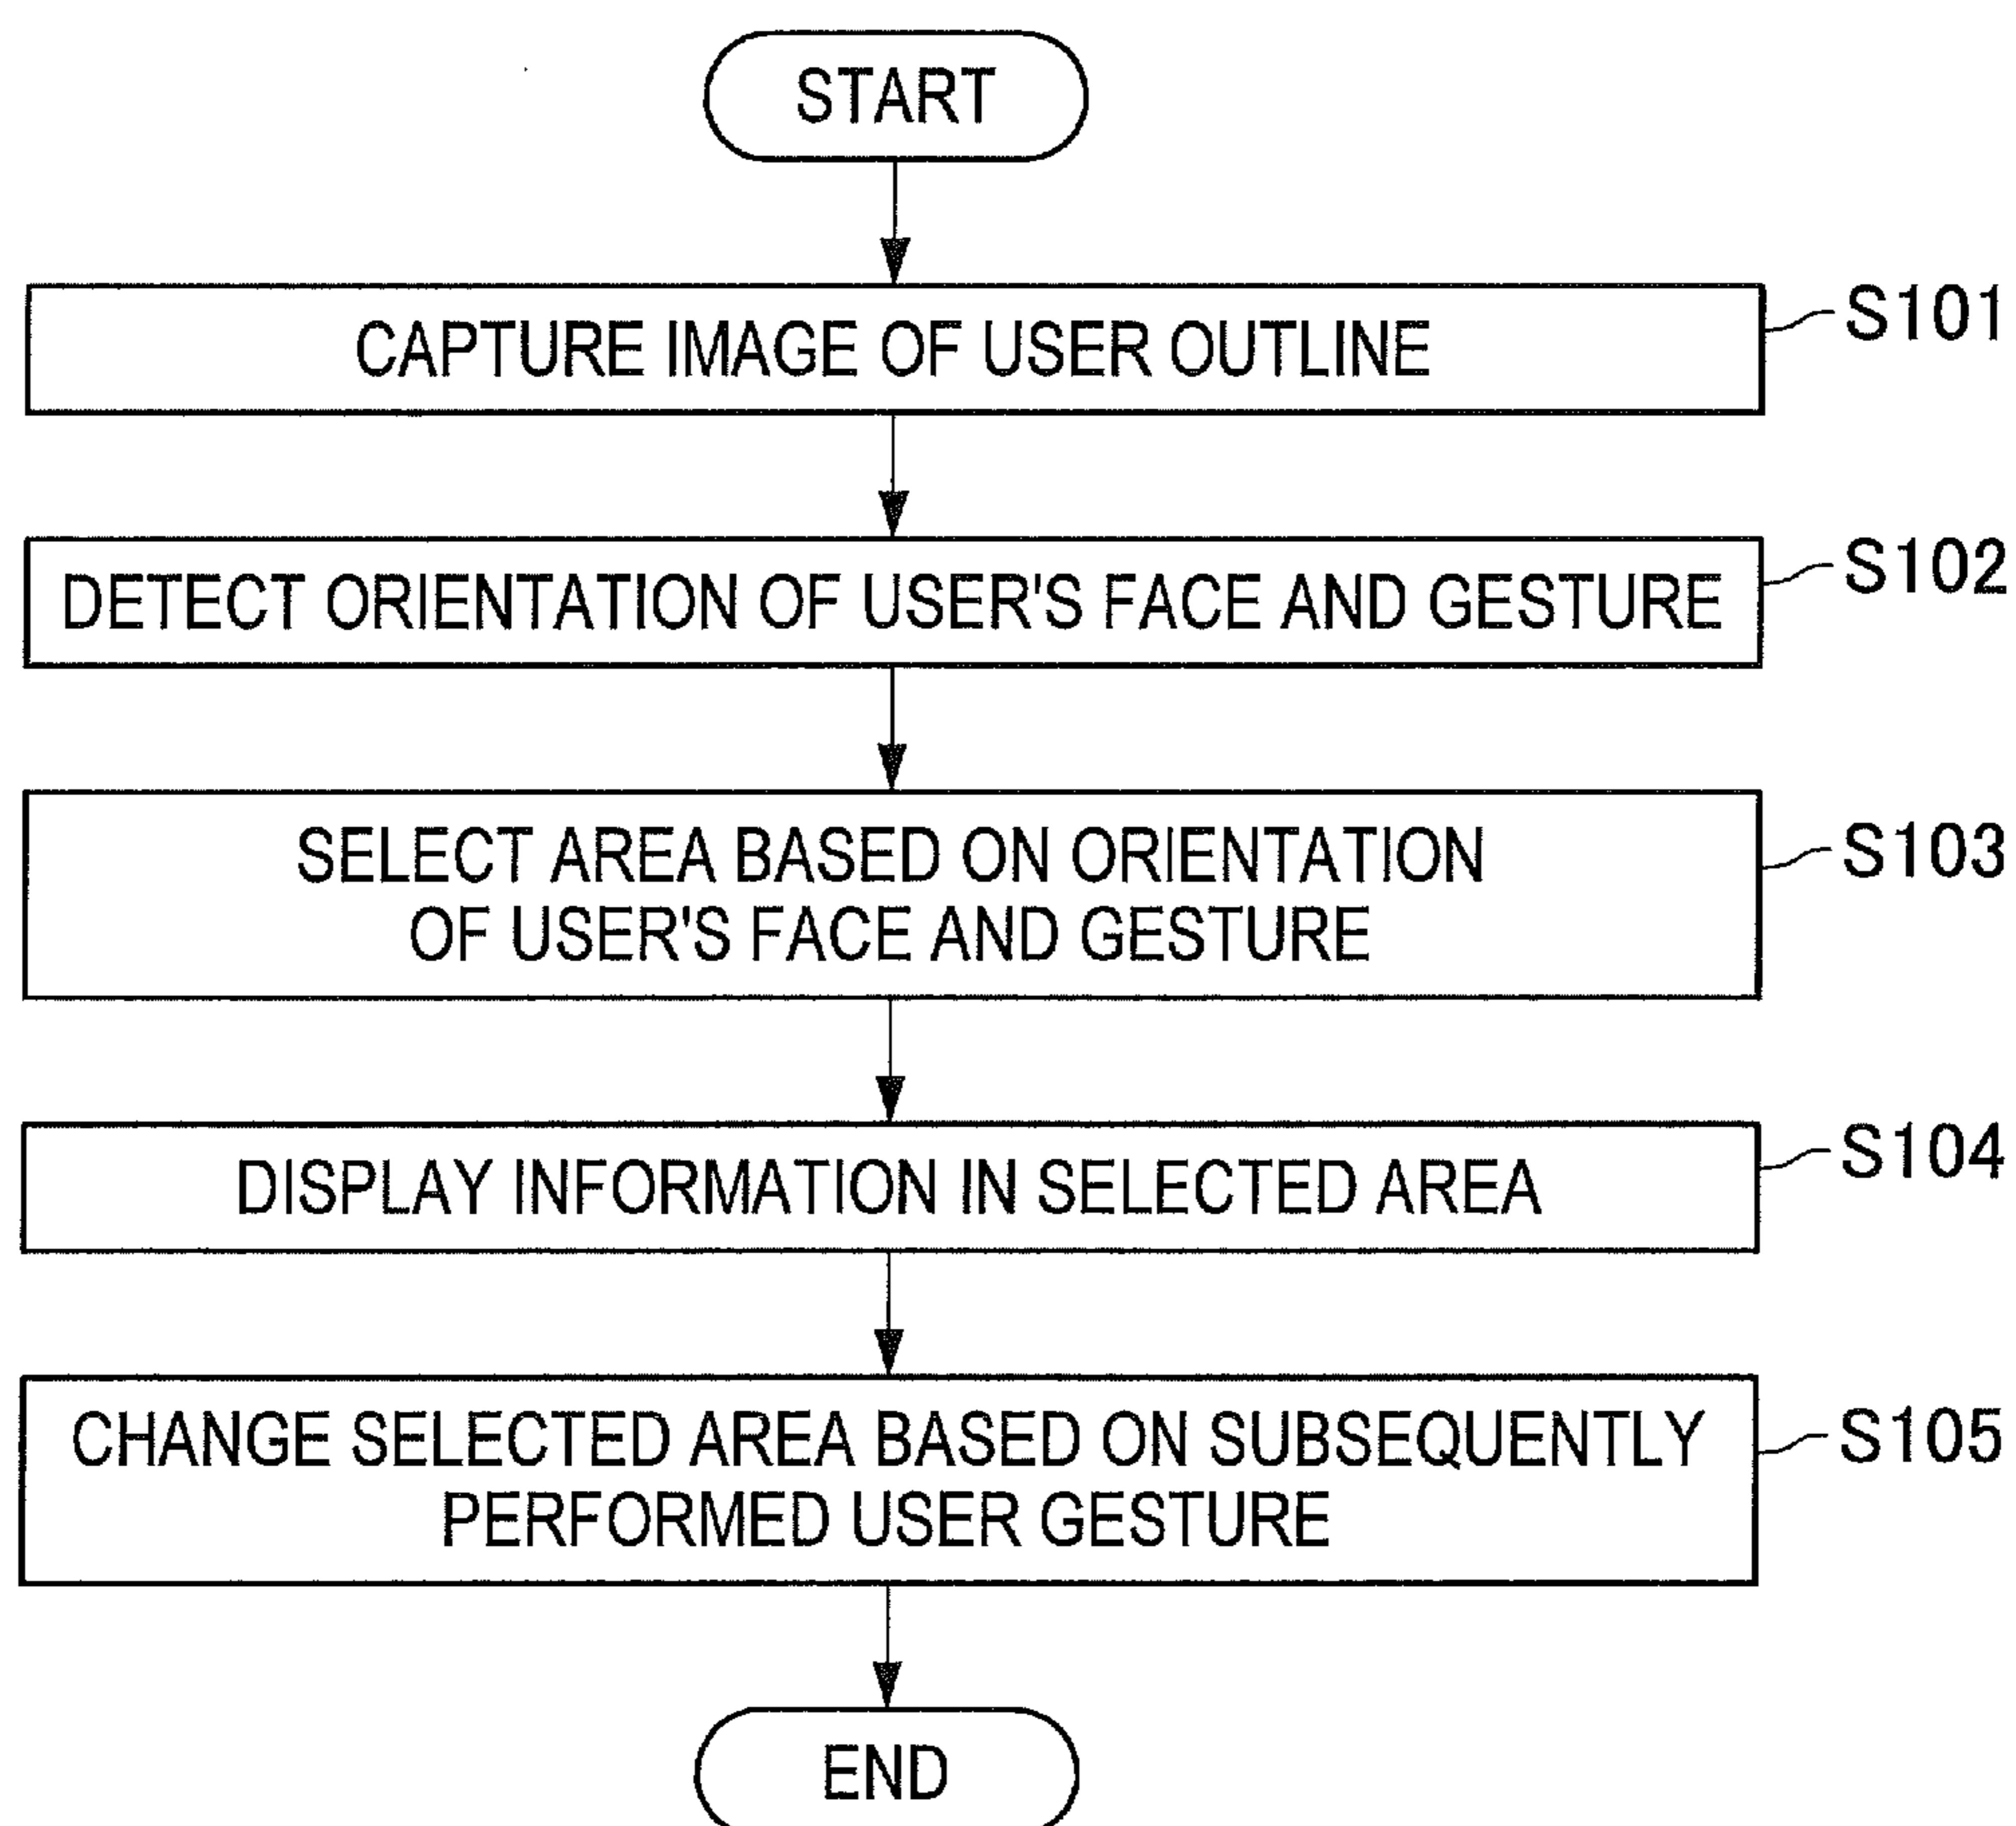 START
CAPTURE IMAGE OF USER OUTLINE
S101
DETECT ORIENTATION OF USER'S FACE AND GESTURE
S102
SELECT AREA BASED ON ORIENTATION
OF USER'S FACE AND GESTURE
S103
DISPLAY INFORMATION IN SELECTED AREA
S104
CHANGE SELECTED AREA BASED ON SUBSEQUENTLY
PERFORMED USER GESTURE
S105
END